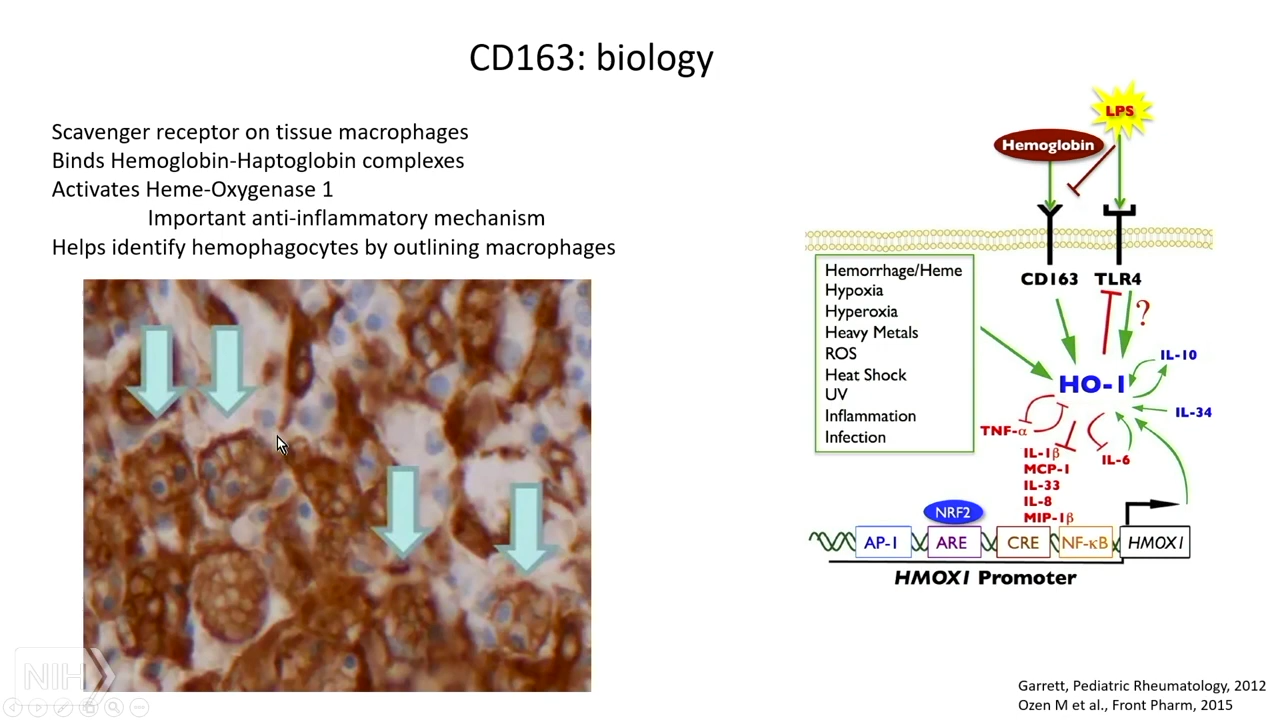 CD163: biology
Scavenger receptor on tissue macrophages
Binds Hemoglobin-Haptoglobin complexes
Activates Heme-Oxygenase 1
Important anti-inflammatory mechanism
Helps identify hemophagocytes by outlining macrophages
LPS
Hemoglobin
CD163 TLR4
Hemorrhage/Heme
Hypoxia
Hyperoxia
Heavy Metals
ROS
Heat Shock
UV
Inflammation
Infection
?
HO-1
IL-10
IL-34
TNF-α
IL-6
IL-1β
MCP-1
IL-33
IL-8
MIP-1β
NRF2
AP-1 ARE CRE NF-κB HMOX1
HMOX1 Promoter
NIH
Garrett, Pediatric Rheumatology, 2012
Ozen M et al., Front Pharm, 2015